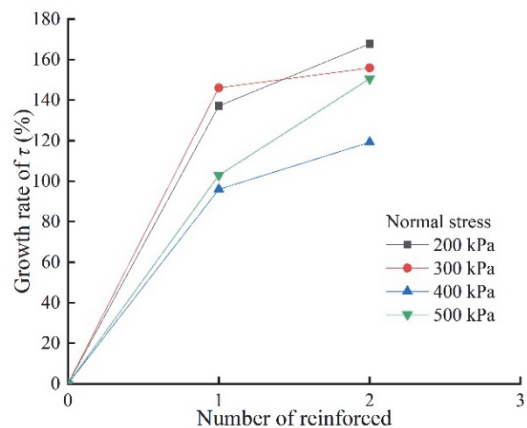 180
160
140
120
100
80
60
40
20
0
Growth rate of τ (%)
Normal stress
200 kPa
300 kPa
400 kPa
500 kPa
0 1 2 3
Number of reinforced